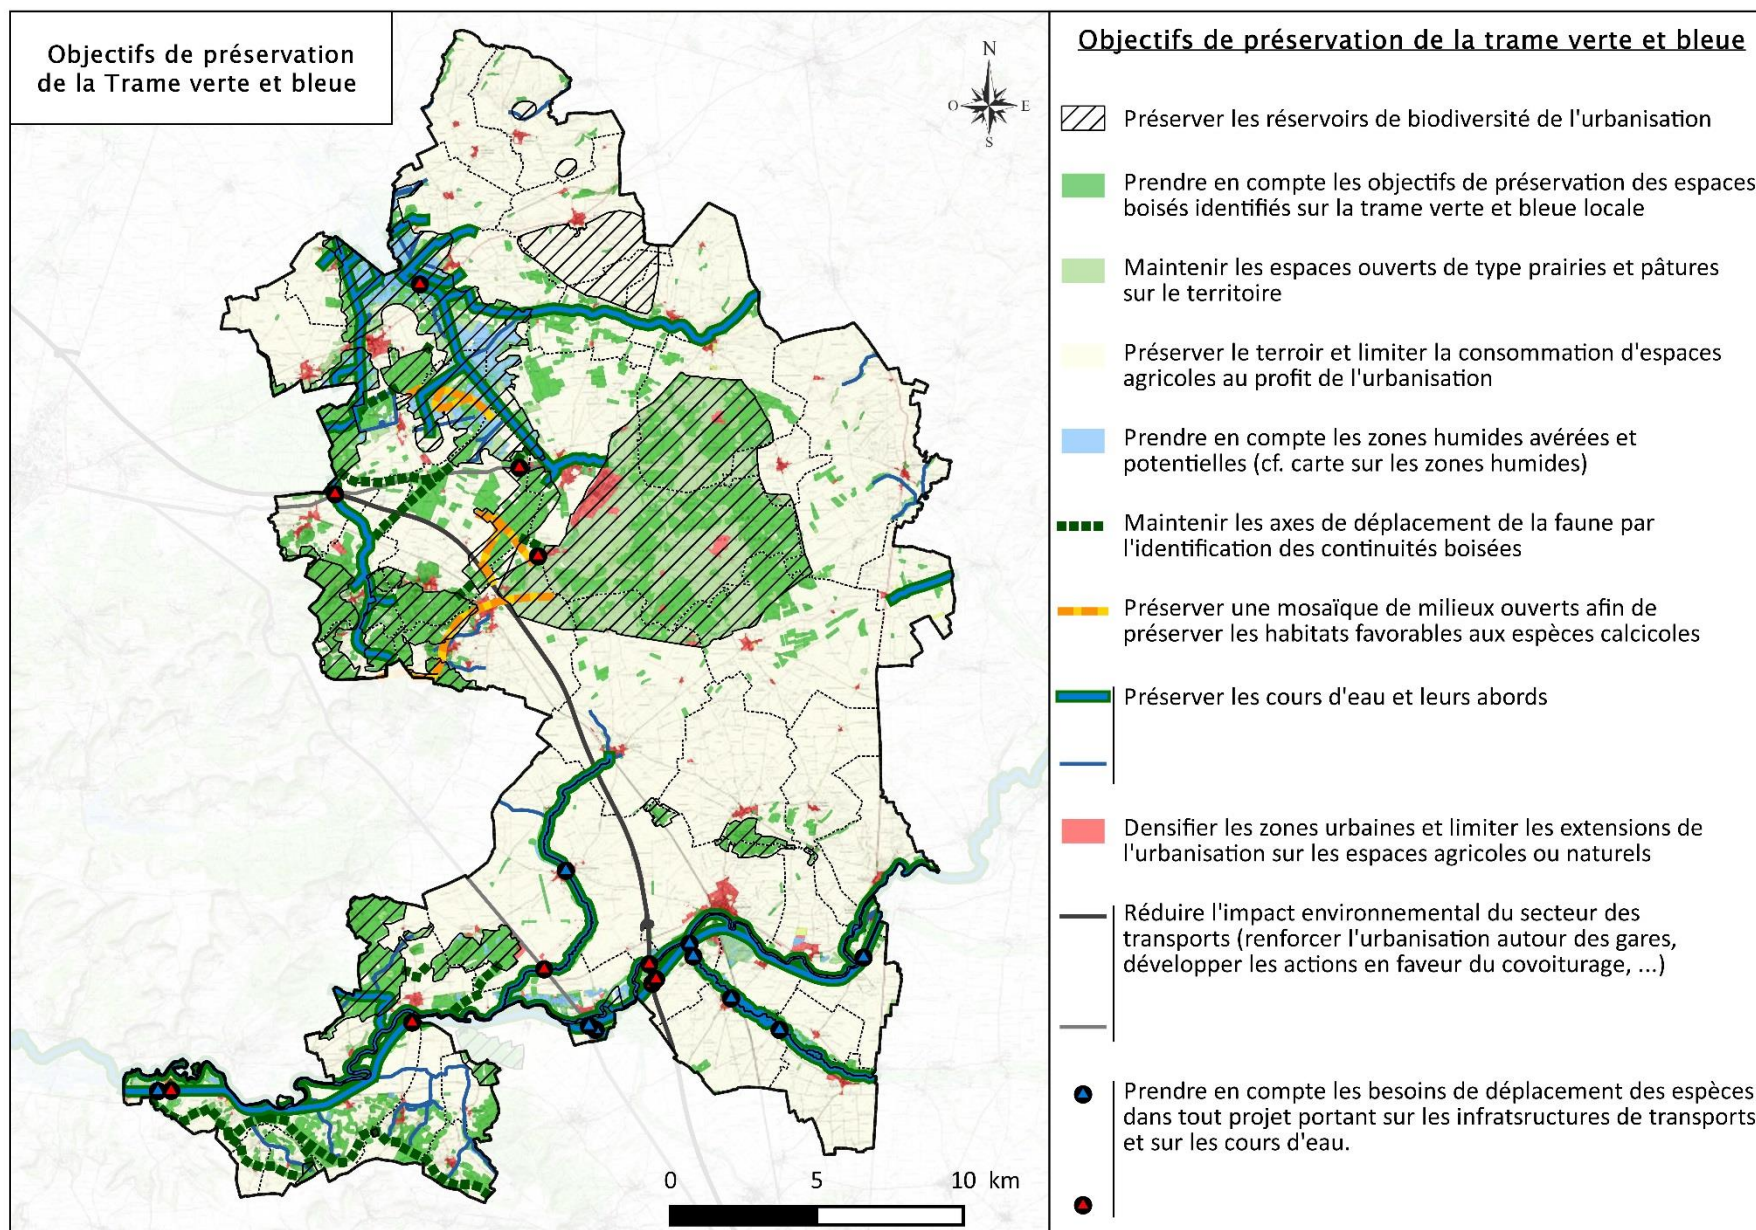 Objectifs de préservation
de la Trame verte et bleue
N
O
E
S
0
5
10 km
Objectifs de préservation de la trame verte et bleue
Préserver les réservoirs de biodiversité de l'urbanisation
Prendre en compte les objectifs de préservation des espaces
boisés identifiés sur la trame verte et bleue locale
Maintenir les espaces ouverts de type prairies et pâtures
sur le territoire
Préserver le terroir et limiter la consommation d'espaces
agricoles au profit de l'urbanisation
Prendre en compte les zones humides avérées et
potentielles (cf. carte sur les zones humides)
Maintenir les axes de déplacement de la faune par
l'identification des continuités boisées
Préserver une mosaïque de milieux ouverts afin de
préserver les habitats favorables aux espèces calcicoles
Préserver les cours d'eau et leurs abords
Densifier les zones urbaines et limiter les extensions de
l'urbanisation sur les espaces agricoles ou naturels
Réduire l'impact environnemental du secteur des
transports (renforcer l'urbanisation autour des gares,
développer les actions en faveur du covoiturage, ...)
Prendre en compte les besoins de déplacement des espèces
dans tout projet portant sur les infratsructures de transports
et sur les cours d'eau.